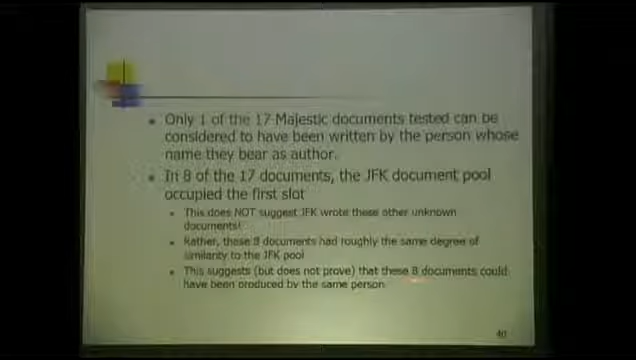 Only 1 of the 17 Majestic documents tested can be
considered to have been written by the person whose
name they bear as author.
In 8 of the 17 documents, the JFK document pool
occupied the first slot
This does NOT suggest JFK wrote these other unknown
documents!
Rather, these 8 documents had roughly the same degree of
similarity to the JFK pool
This suggests (but does not prove) that these 8 documents could
have been produced by the same person
40